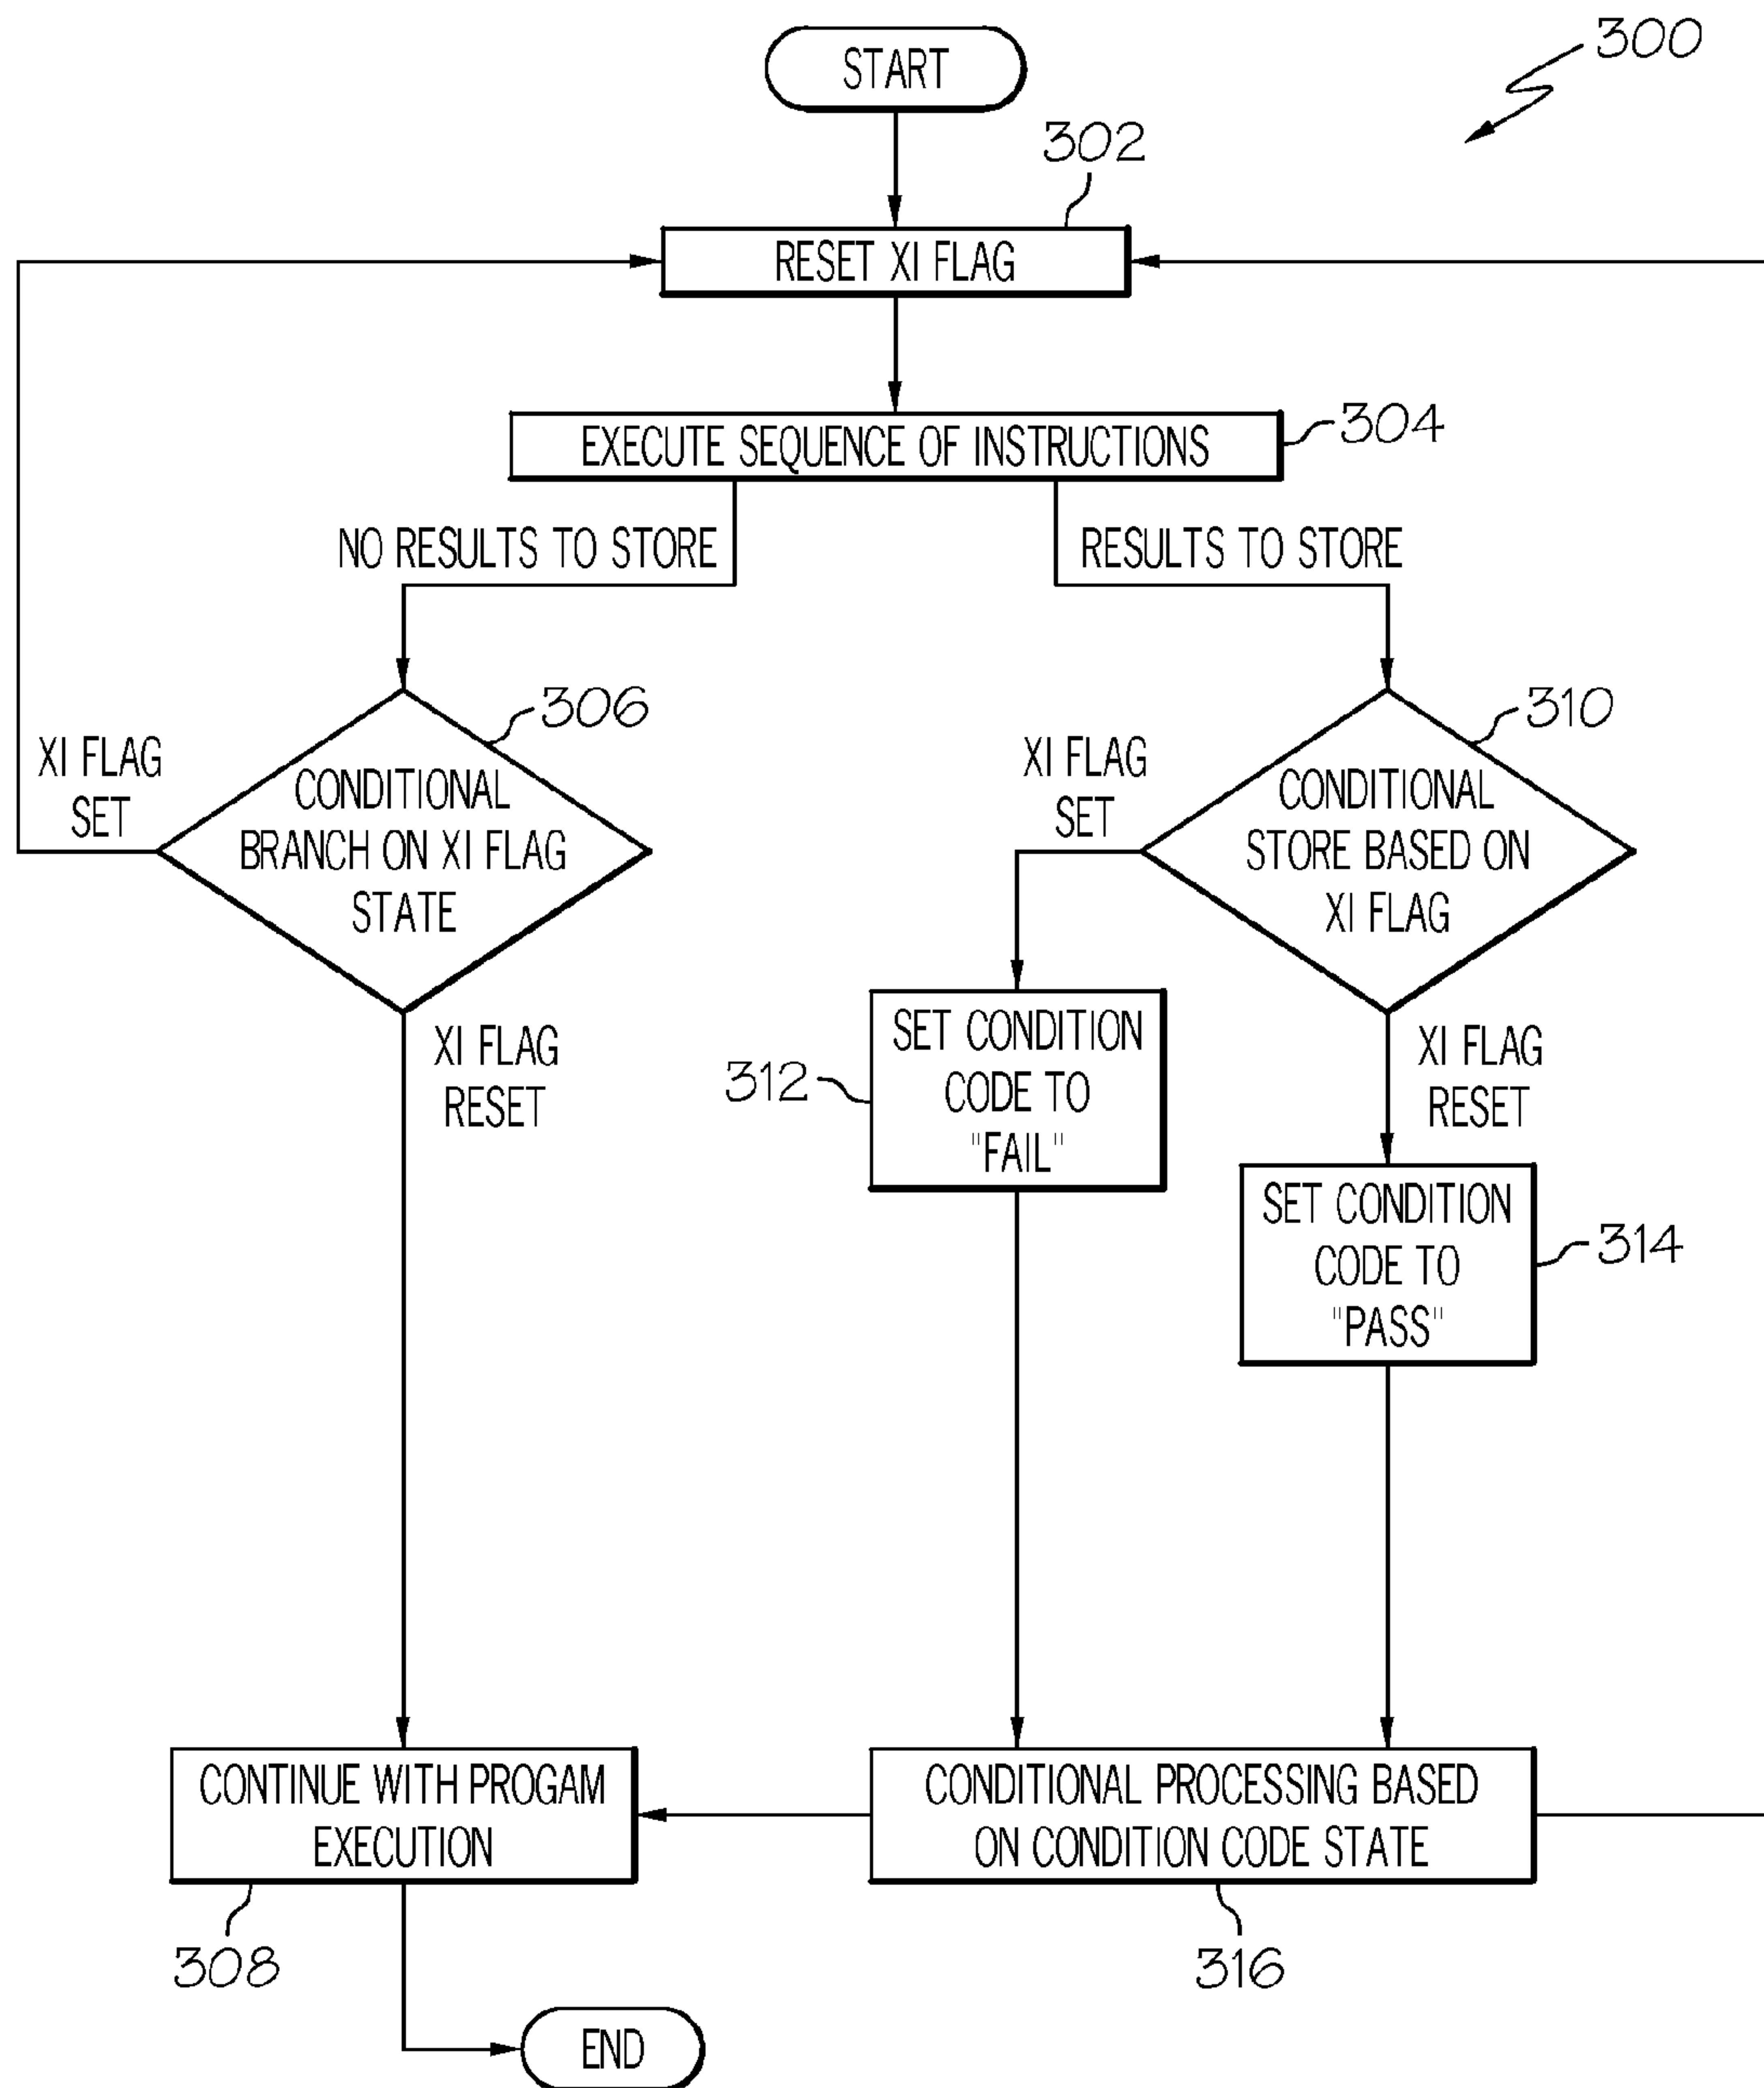 START
300
302
RESET XI FLAG
EXECUTE SEQUENCE OF INSTRUCTIONS
304
NO RESULTS TO STORE
RESULTS TO STORE
306
XI FLAG
SET
CONDITIONAL
BRANCH ON XI FLAG
STATE
XI FLAG
RESET
310
XI FLAG
SET
CONDITIONAL
STORE BASED ON
XI FLAG
312
SET CONDITION
CODE TO
"FAIL"
XI FLAG
RESET
SET CONDITION
CODE TO
"PASS"
314
CONTINUE WITH PROGAM
EXECUTION
308
CONDITIONAL PROCESSING BASED
ON CONDITION CODE STATE
316
END